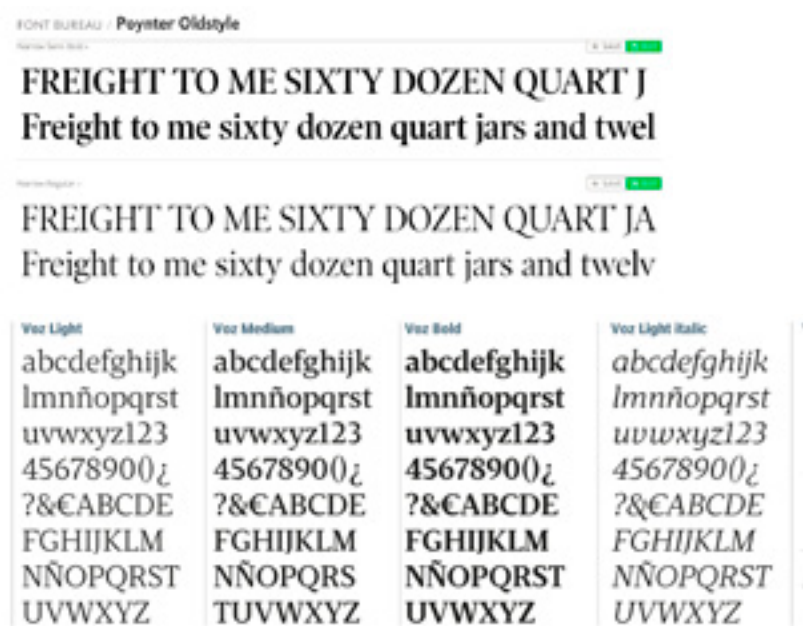 FONT BUREAU / Poynter Oldstyle
FREIGHT TO ME SIXTY DOZEN QUART J
Freight to me sixty dozen quart jars and twel
FREIGHT TO ME SIXTY DOZEN QUART JA
Freight to me sixty dozen quart jars and twelv
Voz Light
abcdefghijk
lmnñopqrst
uvwxyz123
4567890()¿
?&€ABCDE
FGHIJKLM
NÑOPQRST
UVWXYZ
Voz Medium
abcdefghijk
lmnñopqrst
uvwxyz123
4567890()¿
?&€ABCDE
FGHIJKLM
NÑOPQRS
TUVWXYZ
Voz Bold
abcdefghijk
lmnñopqrst
uvwxyz123
4567890()¿
?&€ABCDE
FGHIJKLM
NÑOPQRST
UVWXYZ
Voz Light italic
abcdefghijk
lmnñopqrst
uvwxyz123
4567890()¿
?&€ABCDE
FGHIJKLM
NÑOPQRST
UVWXYZ